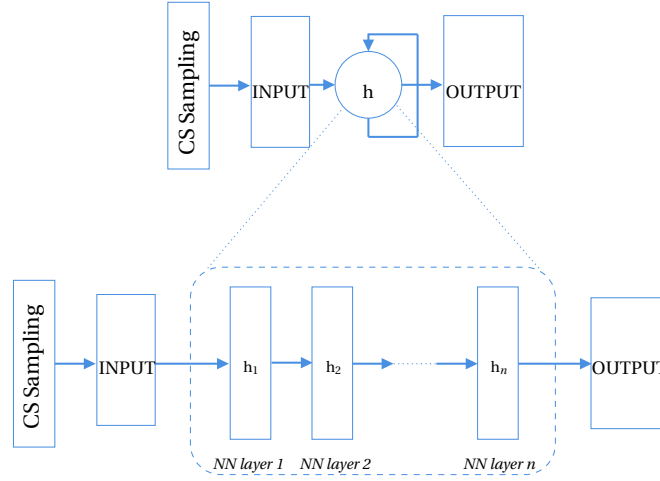 CS Sampling
INPUT
h
OUTPUT
CS Sampling
INPUT
h₁
h₂
hₙ
OUTPUT
NN layer 1
NN layer 2
NN layer n